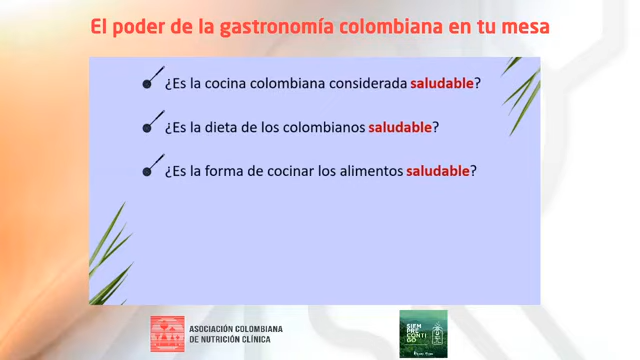 El poder de la gastronomía colombiana en tu mesa
¿Es la cocina colombiana considerada saludable?
¿Es la dieta de los colombianos saludable?
¿Es la forma de cocinar los alimentos saludable?
ASOCIACIÓN COLOMBIANA
DE NUTRICIÓN CLÍNICA
SIEM
PRE
CONTI
GO